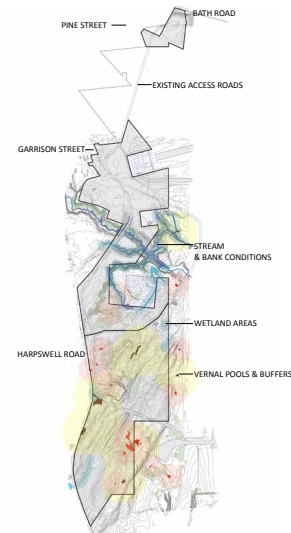 BATH ROAD
PINE STREET
EXISTING ACCESS ROADS
GARRISON STREET
STREAM
& BANK CONDITIONS
WETLAND AREAS
HARPSWELL ROAD
VERNAL POOLS & BUFFERS